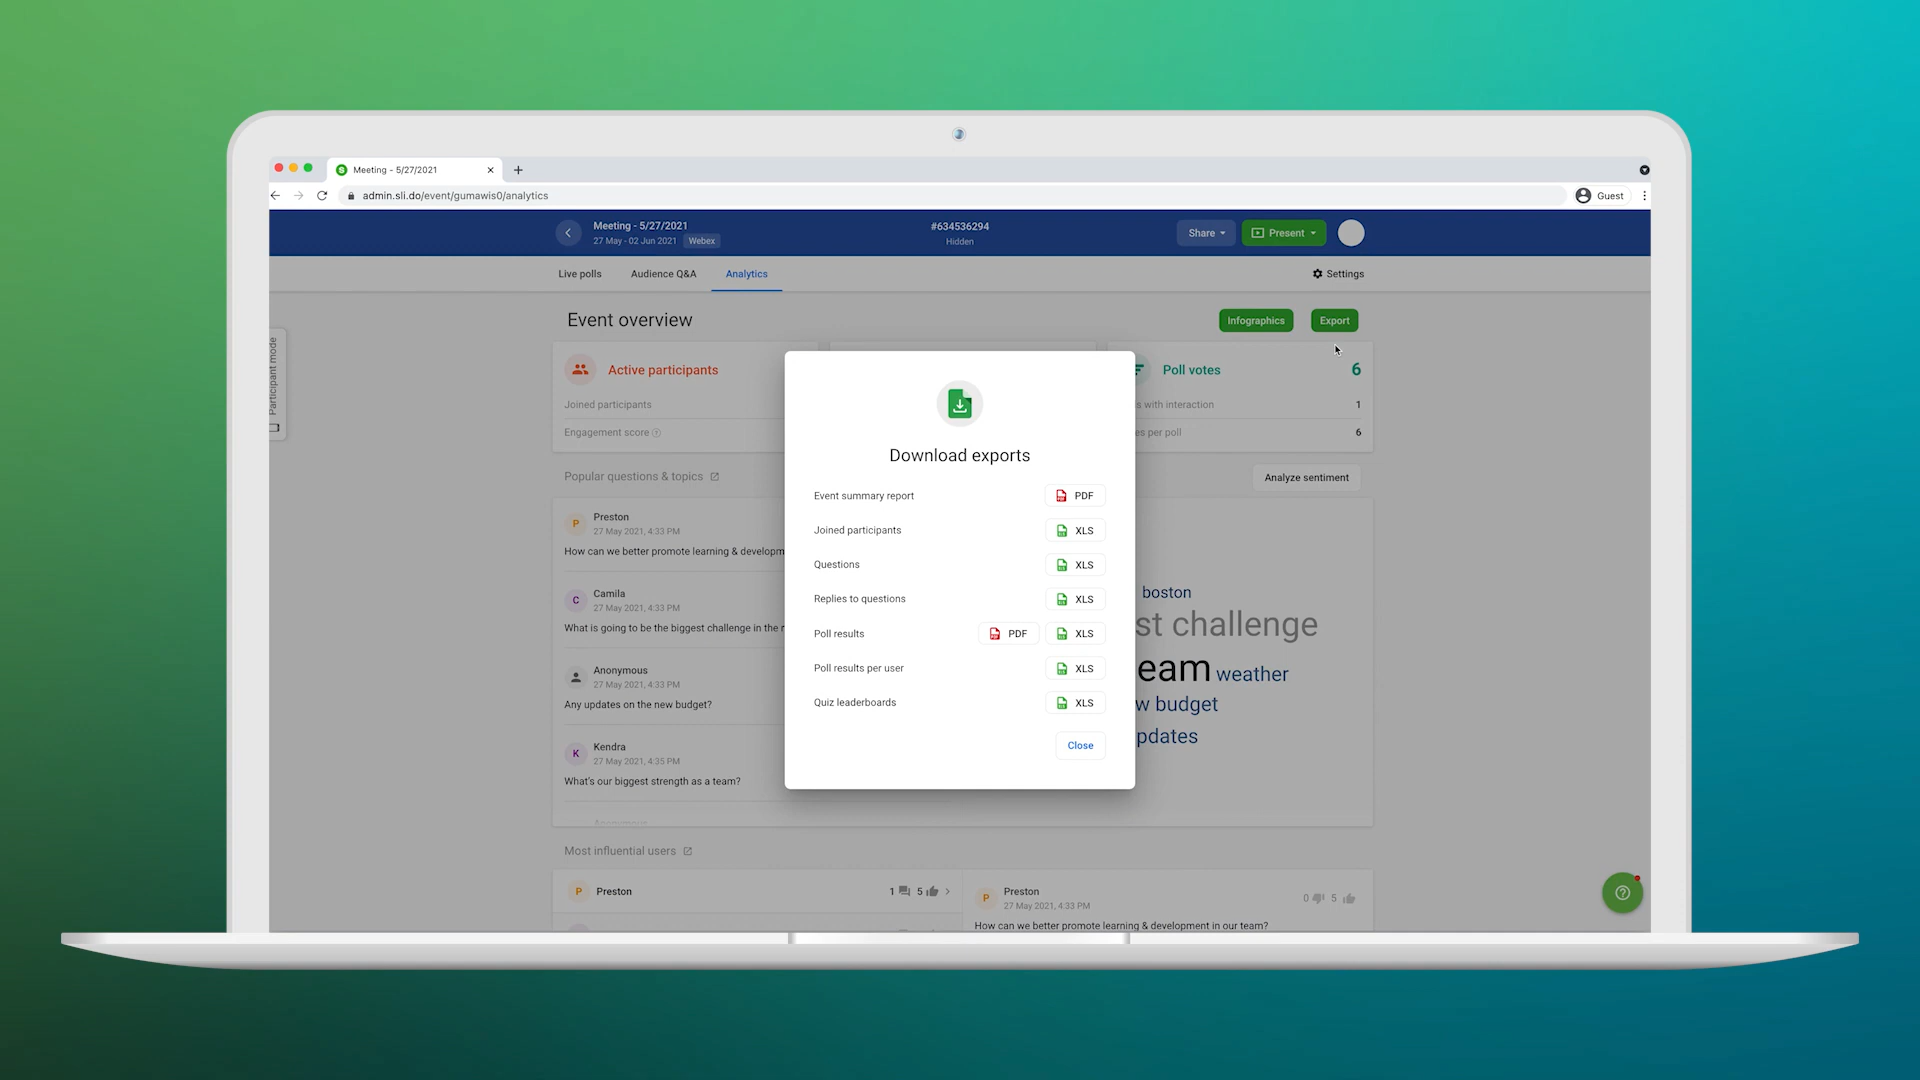 Meeting - 5/27/2021
admin.sli.do/event/gumawis0/analytics
Guest
Meeting - 5/27/2021
27 May - 02 Jun 2021
Webex
#634536294
Hidden
Share
Present
Live polls
Audience Q&A
Analytics
Settings
Participant mode
Event overview
Infographics
Export
Active participants
Joined participants
Engagement score
Poll votes
6
s with interaction
1
es per poll
6
Popular questions & topics
Analyze sentiment
Preston
27 May 2021, 4:33 PM
How can we better promote learning & developm
Camila
27 May 2021, 4:33 PM
What is going to be the biggest challenge in the r
Anonymous
27 May 2021, 4:33 PM
Any updates on the new budget?
Kendra
27 May 2021, 4:35 PM
What's our biggest strength as a team?
Anonymous
Download exports
Event summary report
PDF
Joined participants
XLS
Questions
XLS
Replies to questions
XLS
Poll results
PDF
XLS
Poll results per user
XLS
Quiz leaderboards
XLS
Close
boston
st challenge
eam weather
w budget
pdates
Most influential users
P
Preston
1
5
P
Preston
27 May 2021, 4:33 PM
0
5
How can we better promote learning & development in our team?